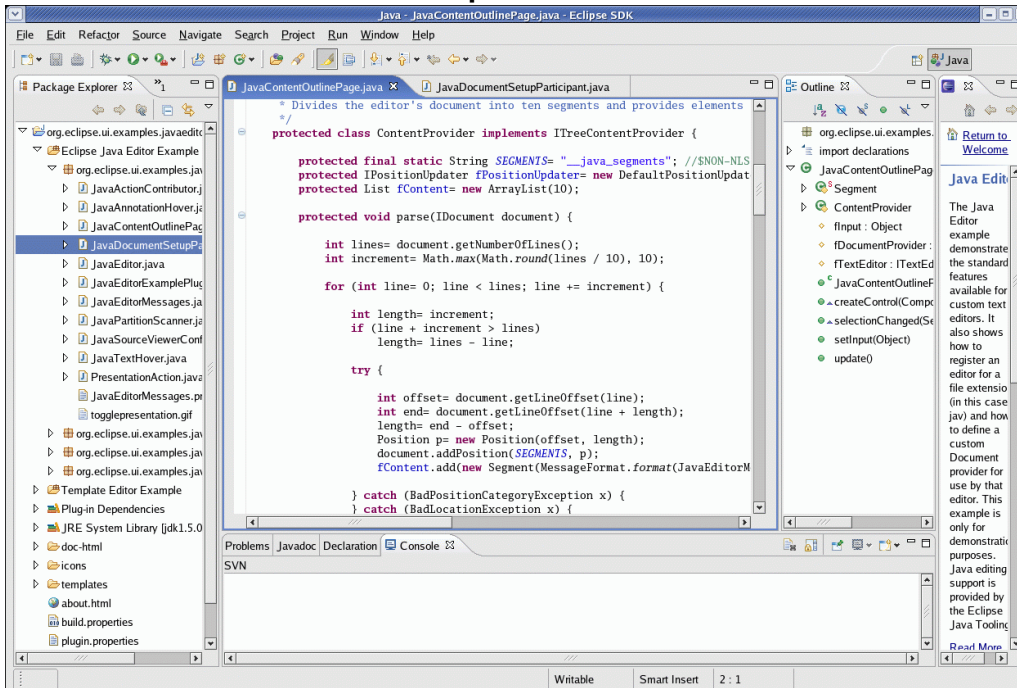 Java - JavaContentOutlinePage.java - Eclipse SDK
File Edit Refactor Source Navigate Search Project Run Window Help
Java
Package Explorer
1
org.eclipse.ui.examples.javaedito
Eclipse Java Editor Example
org.eclipse.ui.examples.jav
JavaActionContributor.j
JavaAnnotationHover.ja
JavaContentOutlinePag
JavaDocumentSetupPa
JavaEditor.java
JavaEditorExamplePlug
JavaEditorMessages.ja
JavaPartitionScanner.ja
JavaSourceViewerConf
JavaTextHover.java
PresentationAction.java
JavaEditorMessages.pr
togglepresentation.gif
org.eclipse.ui.examples.jav
org.eclipse.ui.examples.jav
org.eclipse.ui.examples.jav
Template Editor Example
Plug-in Dependencies
JRE System Library [jdk1.5.0
doc-html
icons
templates
about.html
build.properties
plugin.properties
JavaContentOutlinePage.java JavaDocumentSetupParticipant.java
* Divides the editor's document into ten segments and provides elements
*/
protected class ContentProvider implements ITreeContentProvider {
protected final static String SEGMENTS= "__java_segments"; //$NON-NLS
protected IPositionUpdater fPositionUpdater= new DefaultPositionUpdat
protected List fContent= new ArrayList(10);
protected void parse(IDocument document) {
int lines= document.getNumberOfLines();
int increment= Math.max(Math.round(lines / 10), 10);
for (int line= 0; line < lines; line += increment) {
int length= increment;
if (line + increment > lines)
length= lines - line;
try {
int offset= document.getLineOffset(line);
int end= document.getLineOffset(line + length);
length= end - offset;
Position p= new Position(offset, length);
document.addPosition(SEGMENTS, p);
fContent.add(new Segment(MessageFormat.format(JavaEditorM
} catch (BadPositionCategoryException x) {
} catch (BadLocationException x) {
Outline
org.eclipse.ui.examples.
import declarations
JavaContentOutlinePag
Segment
ContentProvider
fInput : Object
fDocumentProvider :
fTextEditor : ITextEd
JavaContentOutlineF
createControl(Compo
selectionChanged(Se
setInput(Object)
update()
Return to
Welcome
Java Edit
The Java
Editor
example
demonstrate
the standard
features
available for
custom text
editors. It
also shows
how to
register an
editor for a
file extensio
(in this case
jav) and how
to define a
custom
Document
provider for
use by that
editor. This
example is
only for
demonstratio
purposes.
Java editing
support is
provided by
the Eclipse
Java Tooling
Read More
Problems Javadoc Declaration Console
SVN
Writable Smart Insert 2 : 1